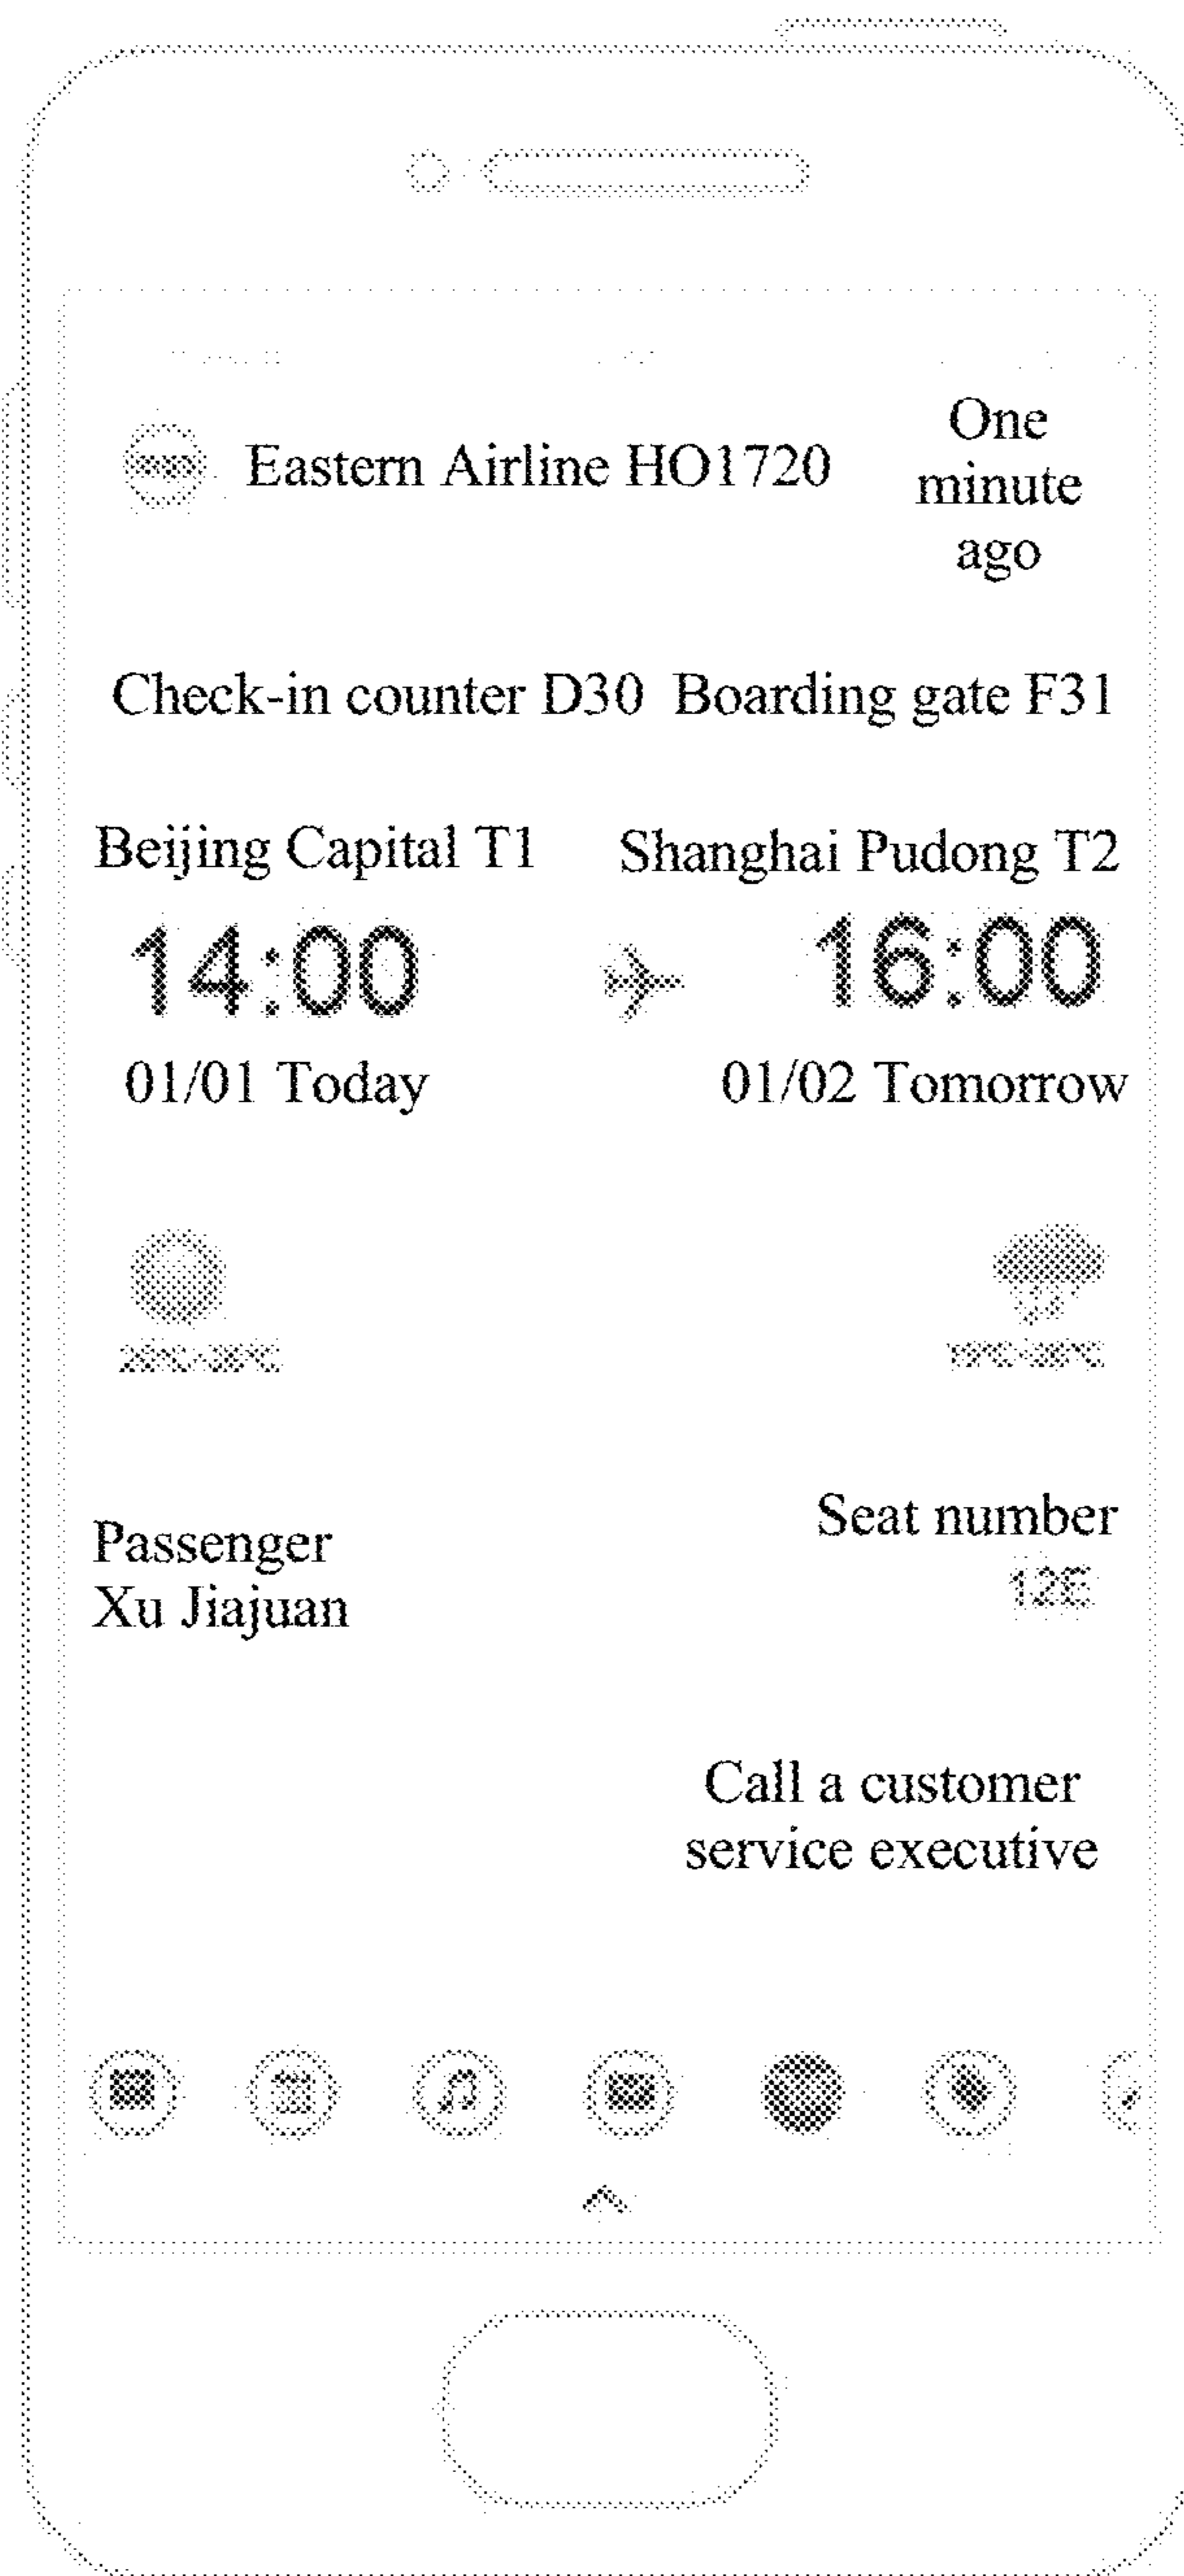 Eastern Airline HO1720
One
minute
ago
Check-in counter D30 Boarding gate F31
Beijing Capital T1
Shanghai Pudong T2
14:00
16:00
01/01 Today
01/02 Tomorrow
Passenger
Xu Jiajuan
Seat number
12E
Call a customer
service executive